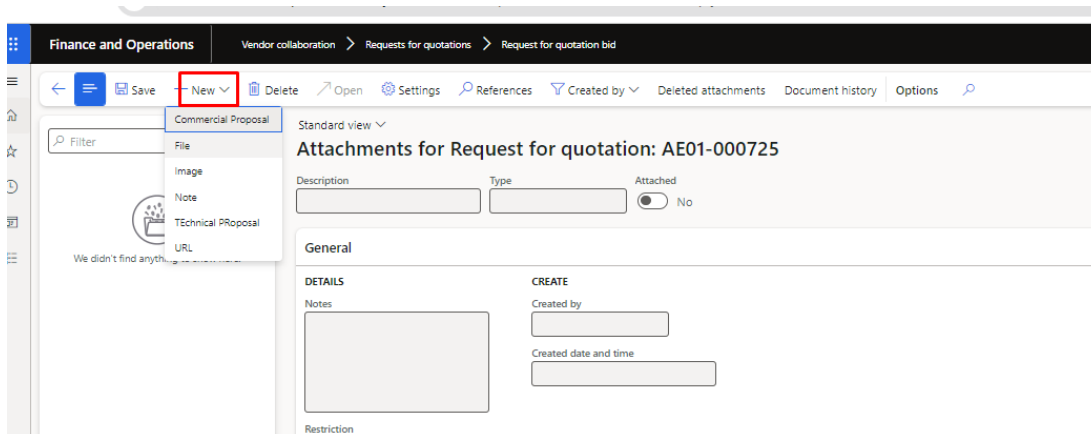 Finance and Operations Vendor collaboration > Requests for quotations > Request for quotation bid
Save New Delete Open Settings References Created by Deleted attachments Document history Options
Commercial Proposal
File
Image
Note
TEchnical PRoposal
URL
Filter
We didn't find
Standard view
Attachments for Request for quotation: AE01-000725
Description Type Attached
No
General
DETAILS CREATE
Notes Created by
Created date and time
Restriction